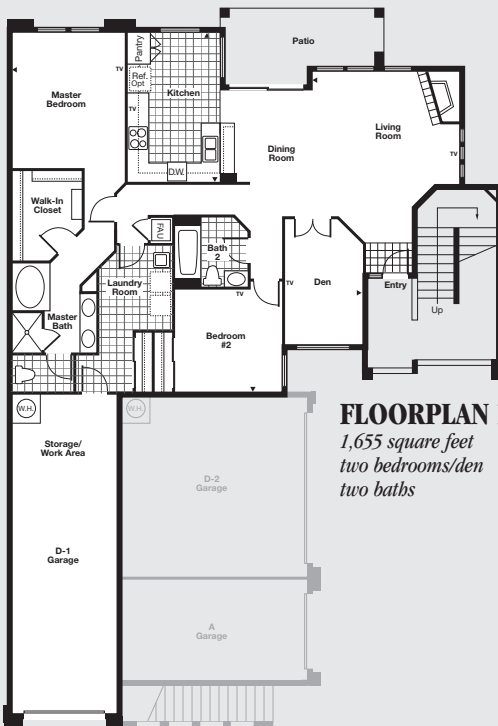 Patio
Pantry
TV
Ref.
Opt
Master
Bedroom
Kitchen
TV
Living
Room
Dining
Room
TV
D.W.
Walk-In
Closet
FAU
Bath
2
Laundry
Room
TV
TV
Den
Entry
Up
Master
Bath
Bedroom
#2
W.H.
W.H.
FLOORPLAN
1,655 square feet
two bedrooms/den
two baths
Storage/
Work Area
D-2
Garage
D-1
Garage
A
Garage